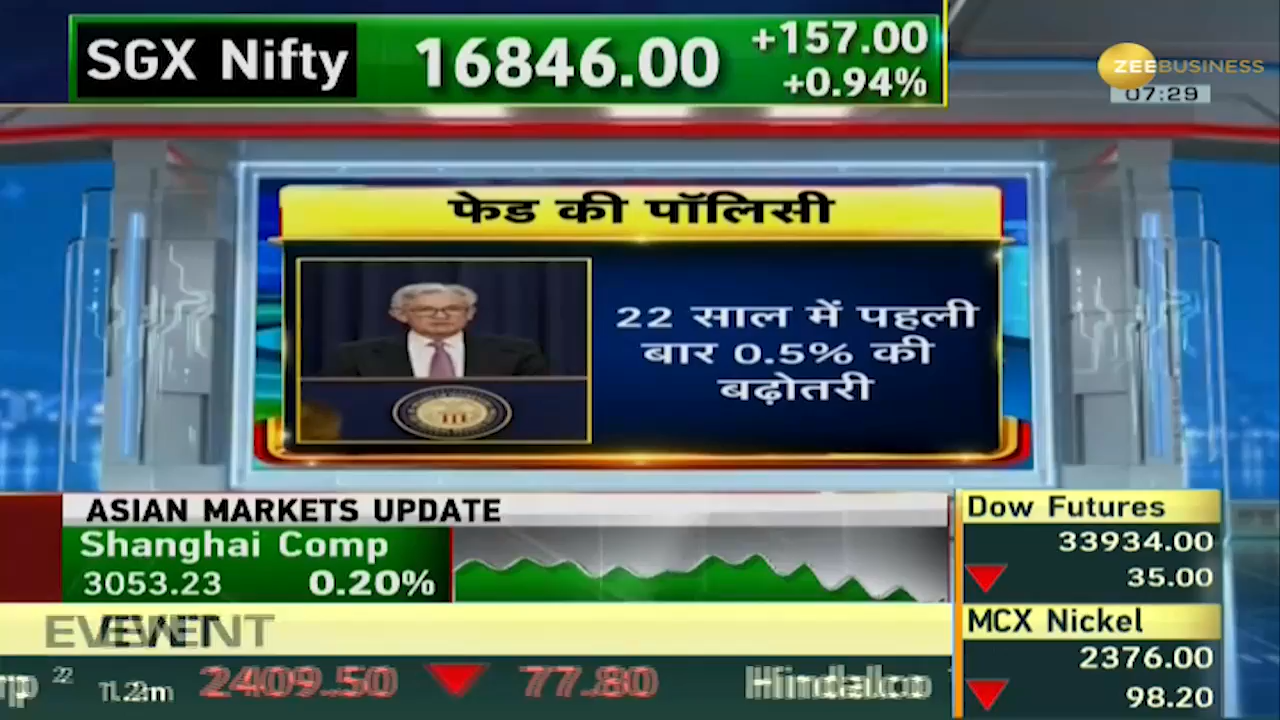 SGX Nifty
16846.00
+157.00
+0.94%
ZEEBUSINESS
07:29
फेड की पॉलिसी
22 साल में पहली
बार 0.5% की
बढ़ोतरी
ASIAN MARKETS UPDATE
Shanghai Comp
3053.23 0.20%
Dow Futures
33934.00
35.00
MCX Nickel
2376.00
98.20
EVENT
2409.50 77.80 Hindalco